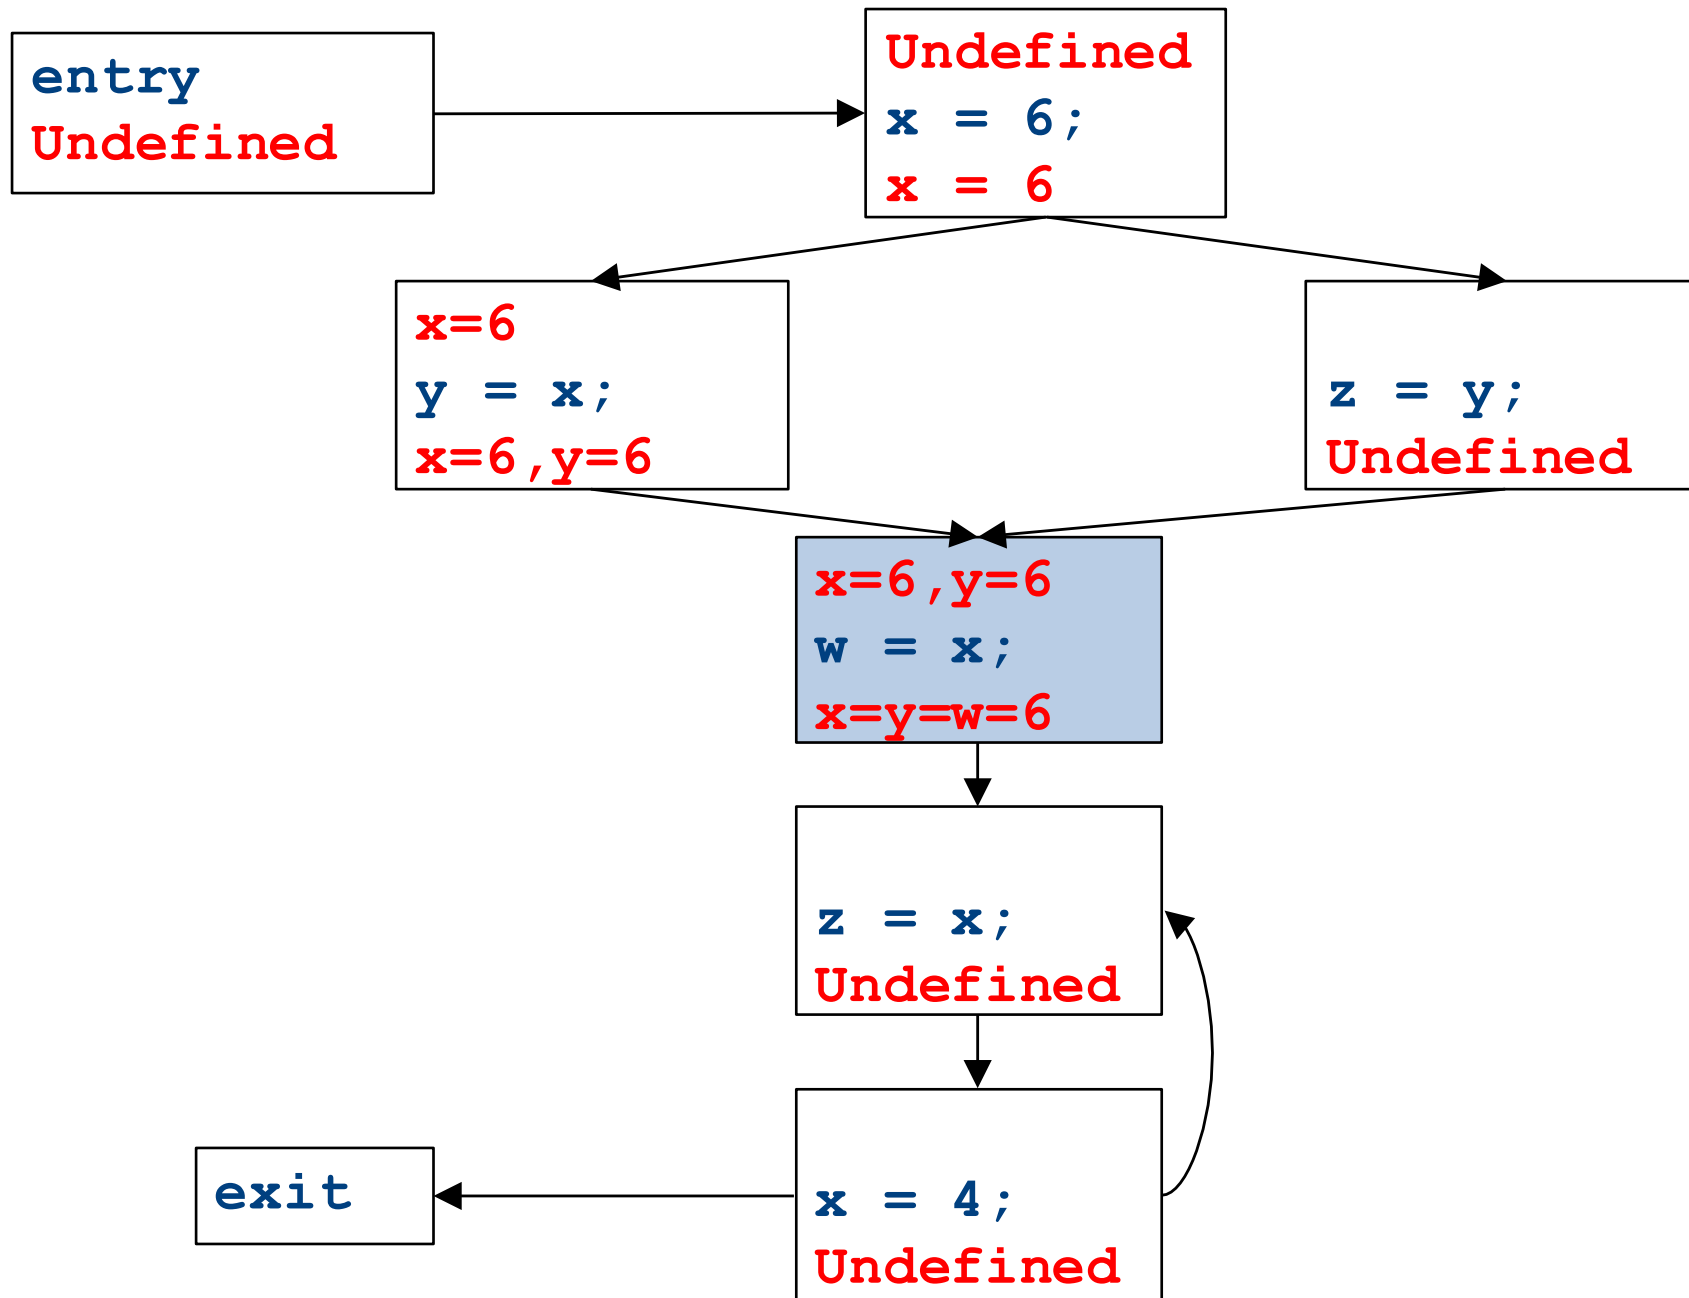 entry
Undefined
Undefined
x = 6;
x = 6
x=6
y = x;
x=6,y=6
z = y;
Undefined
x=6,y=6
w = x;
x=y=w=6
z = x;
Undefined
exit
x = 4;
Undefined